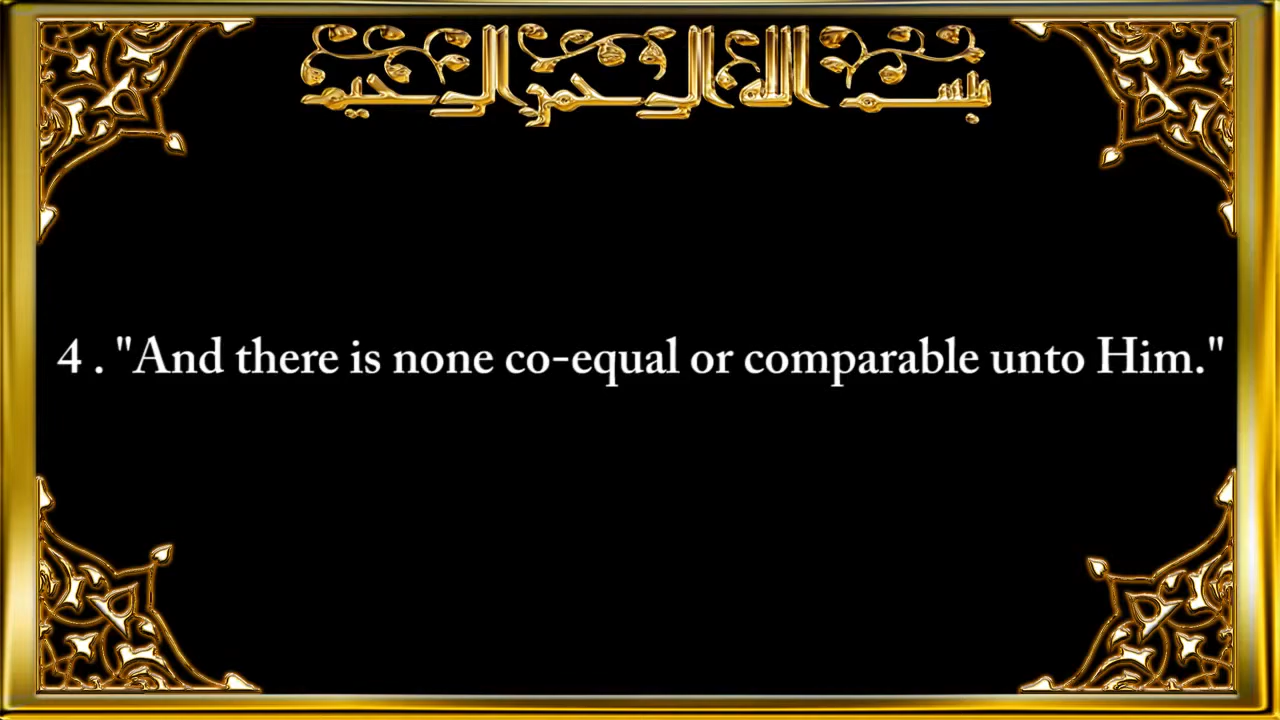 بسم الله الرحمن الرحيم
4 . "And there is none co-equal or comparable unto Him."